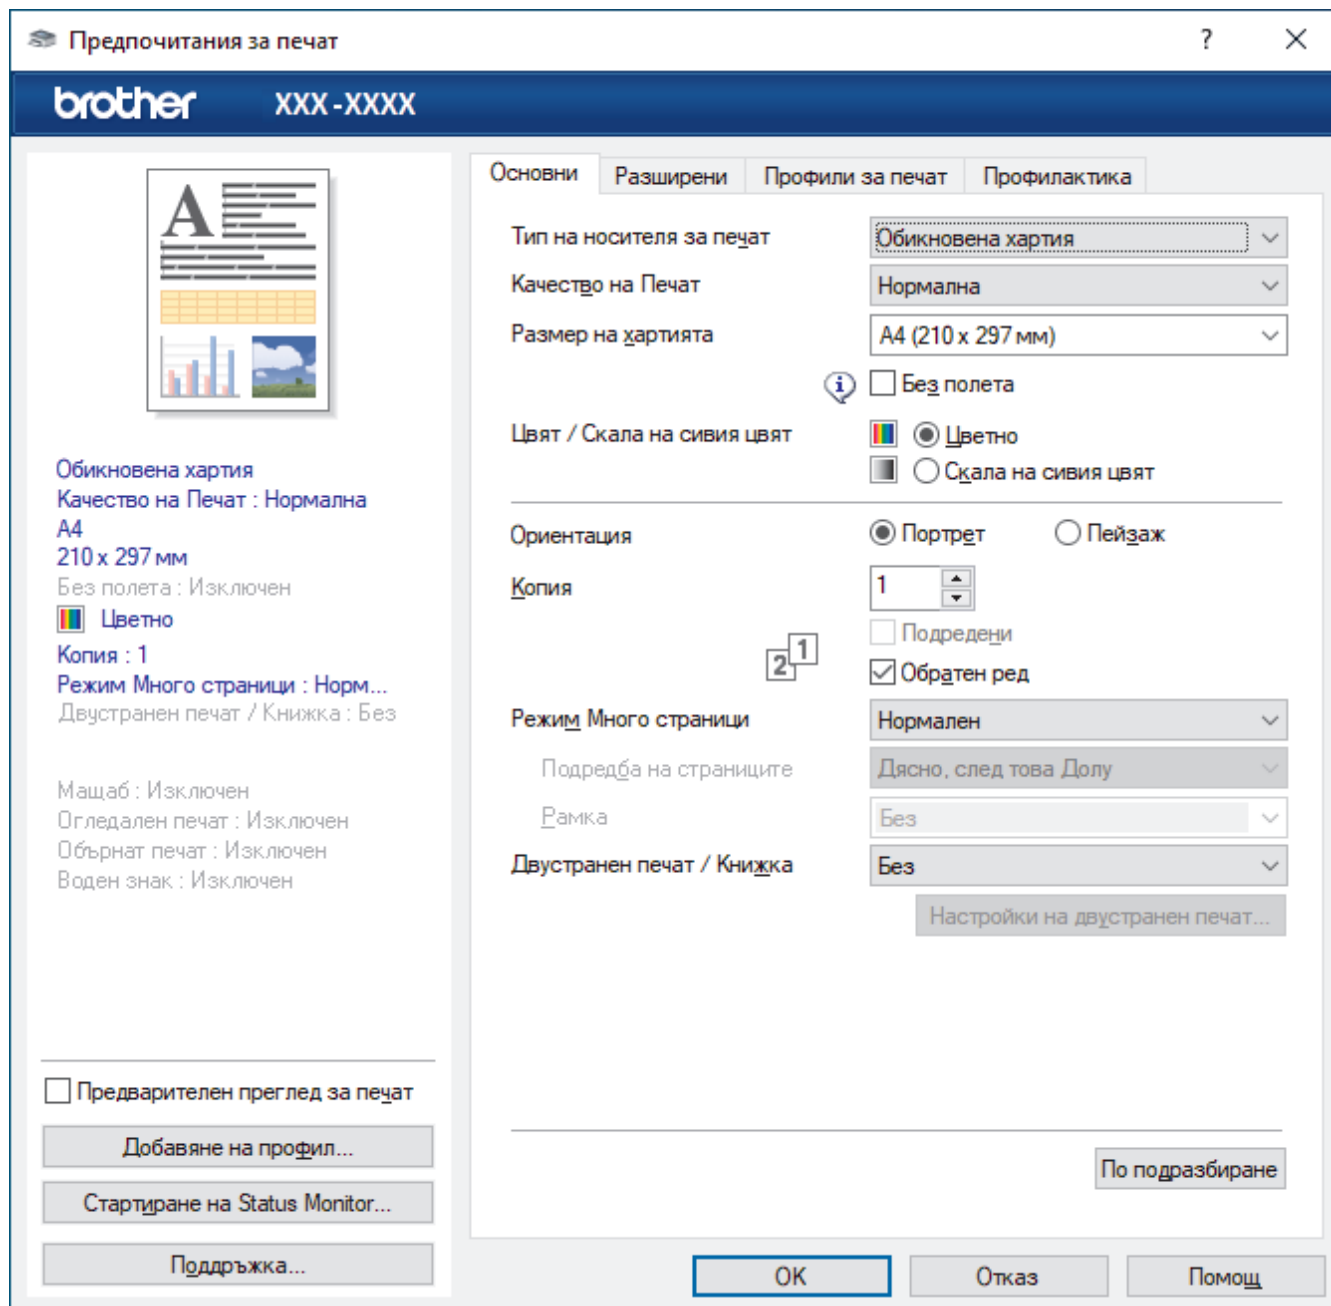 Предпочитания за печат
?
brother XXX-XXXX
A
Обикновена хартия
Качество на Печат : Нормална
A4
210 x 297 мм
Без полета : Изключен
Цветно
Копия : 1
Режим Много страници : Норм...
Двустранен печат / Книжка : Без
Мащаб : Изключен
Огледален печат : Изключен
Обърнат печат : Изключен
Воден знак : Изключен
Предварителен преглед за печат
Добавяне на профил...
Стартиране на Status Monitor...
Поддръжка...
Основни Разширени Профили за печат Профилактика
Тип на носителя за печат Обикновена хартия
Качество на Печат Нормална
Размер на хартията A4 (210 x 297 мм)
Без полета
Цвят / Скала на сивия цвят Цветно
Скала на сивия цвят
Ориентация Портрет Пейзаж
Копия 1
Подредени
2 1
Обратен ред
Режим Много страници Нормален
Подредба на страниците Дясно, след това Долу
Рамка Без
Двустранен печат / Книжка Без
Настройки на двустранен печат...
По подразбиране
OK Отказ Помощ